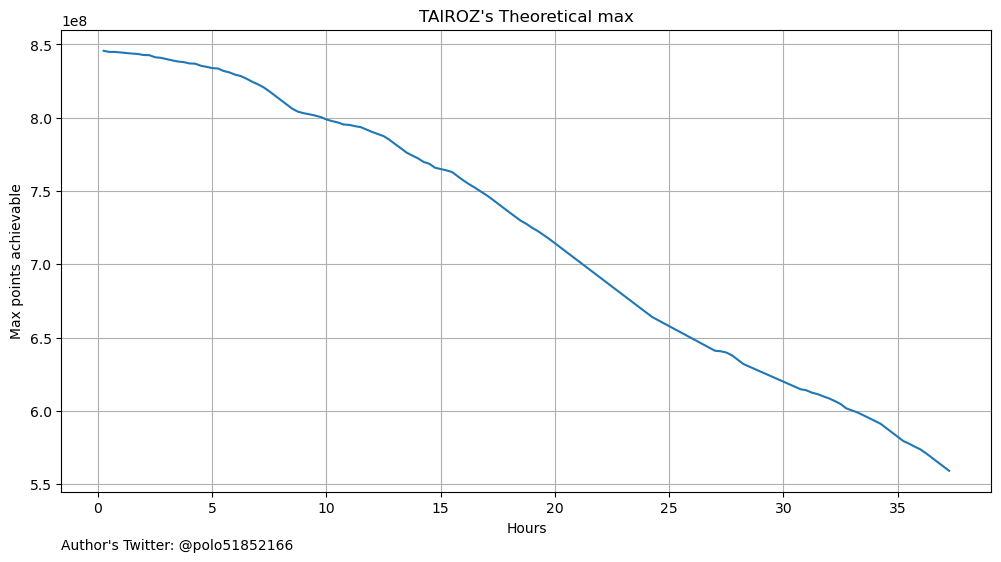 TAIROZ's Theoretical max
1e8
8.5
8.0
7.5
7.0
6.5
6.0
5.5
Max points achievable
0 5 10 15 20 25 30 35
Hours
Author's Twitter: @polo51852166